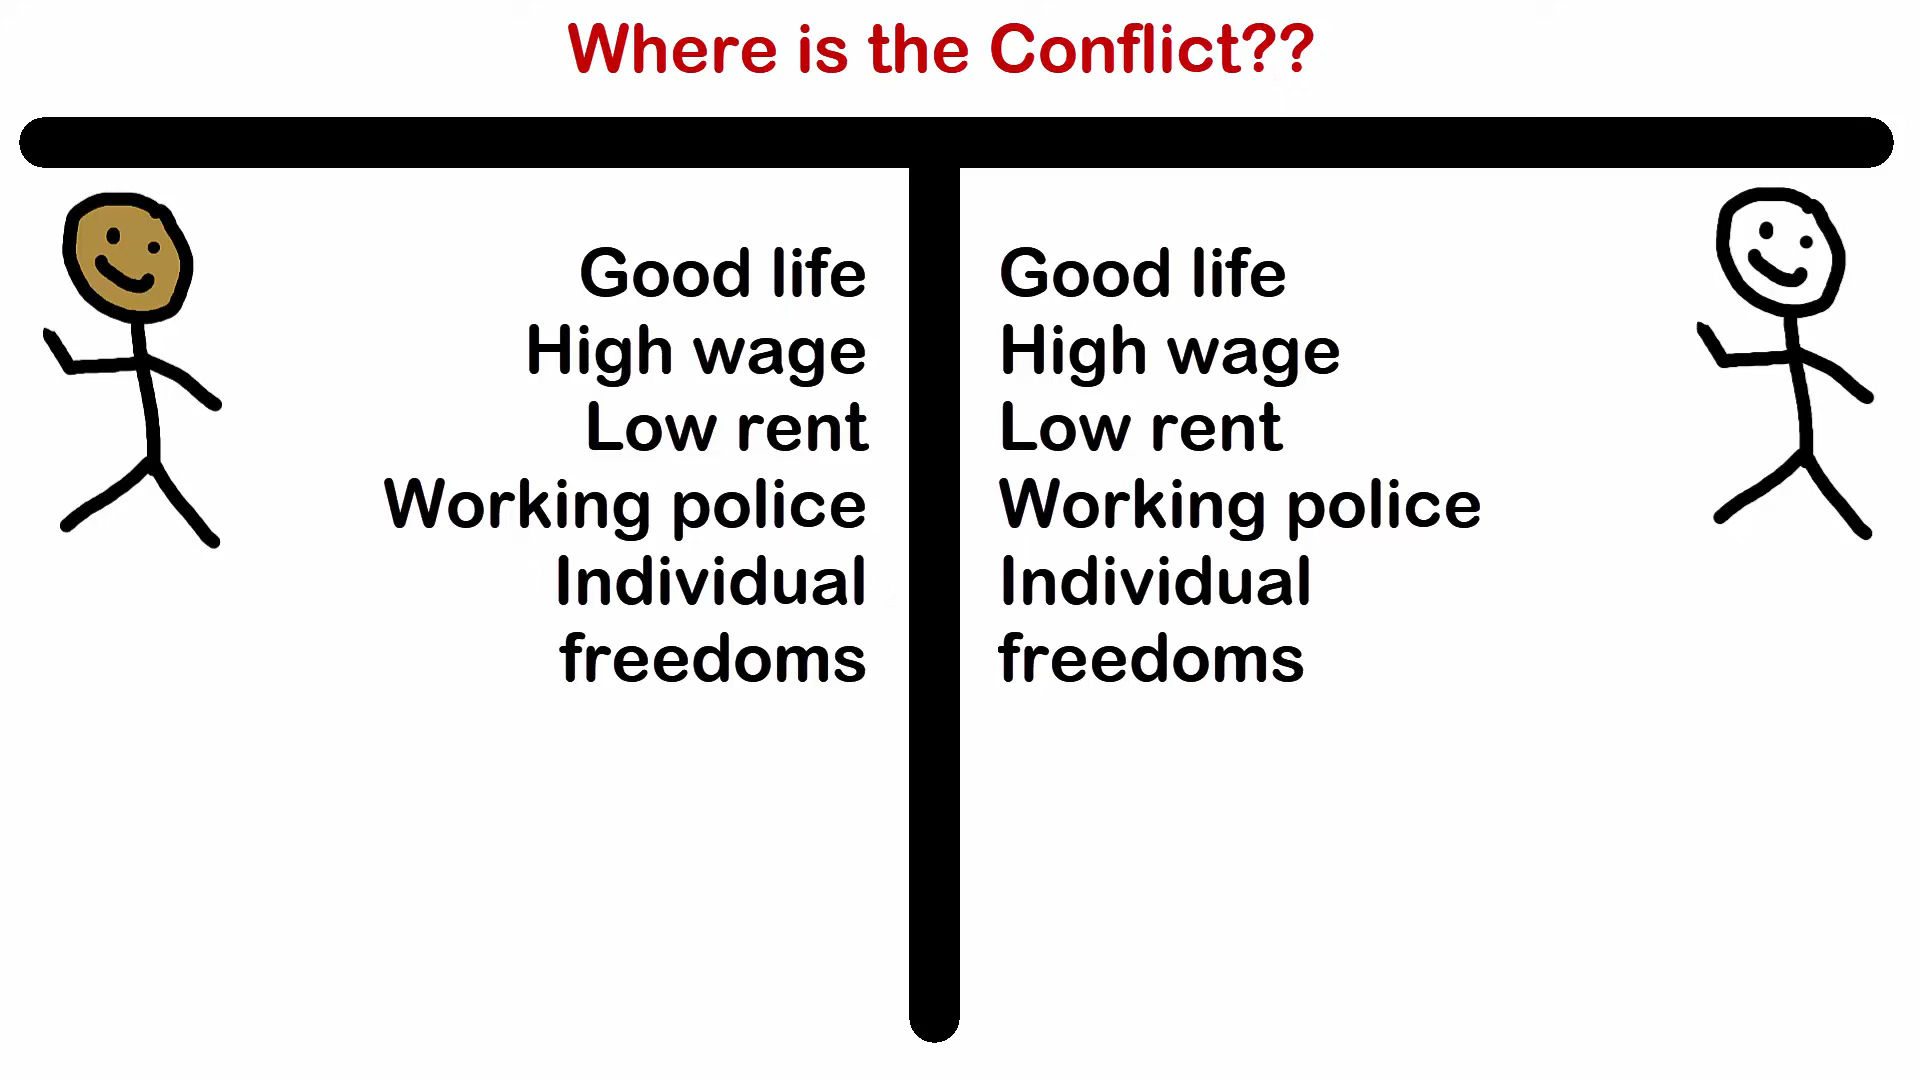 Where is the Conflict??
Good life
High wage
Low rent
Working police
Individual
freedoms
Good life
High wage
Low rent
Working police
Individual
freedoms